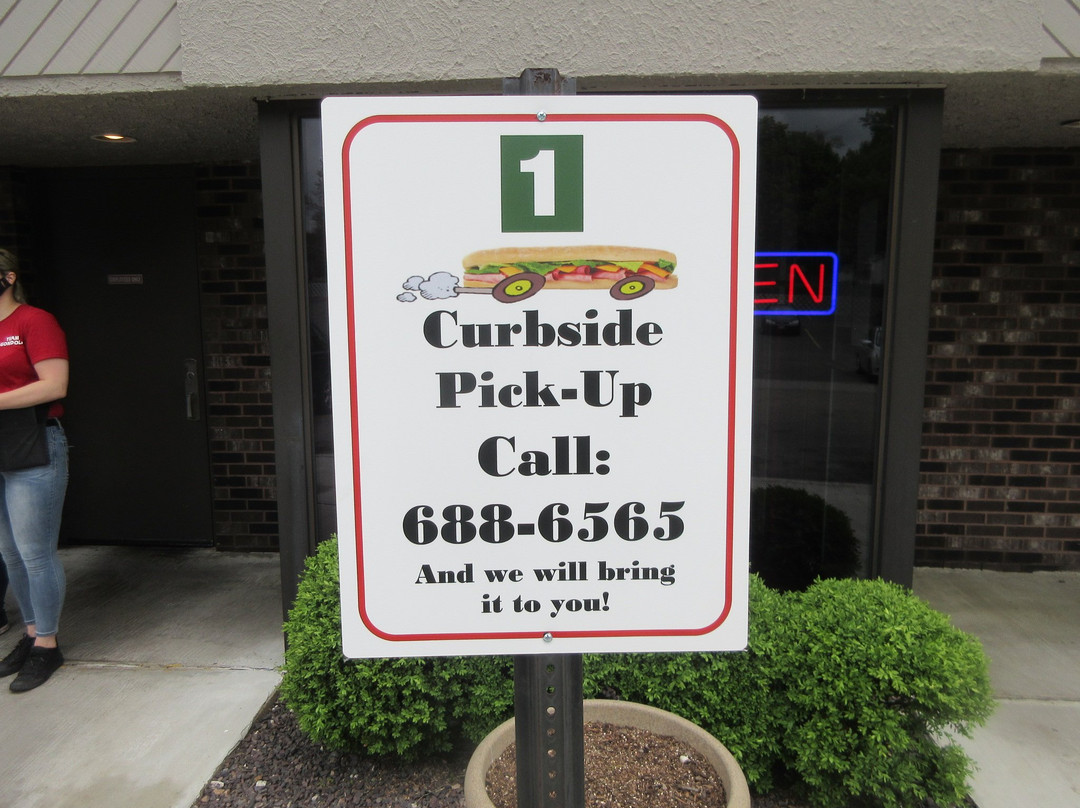 1
Curbside
Pick-Up
Call:
688-6565
And we will bring
it to you!
EN